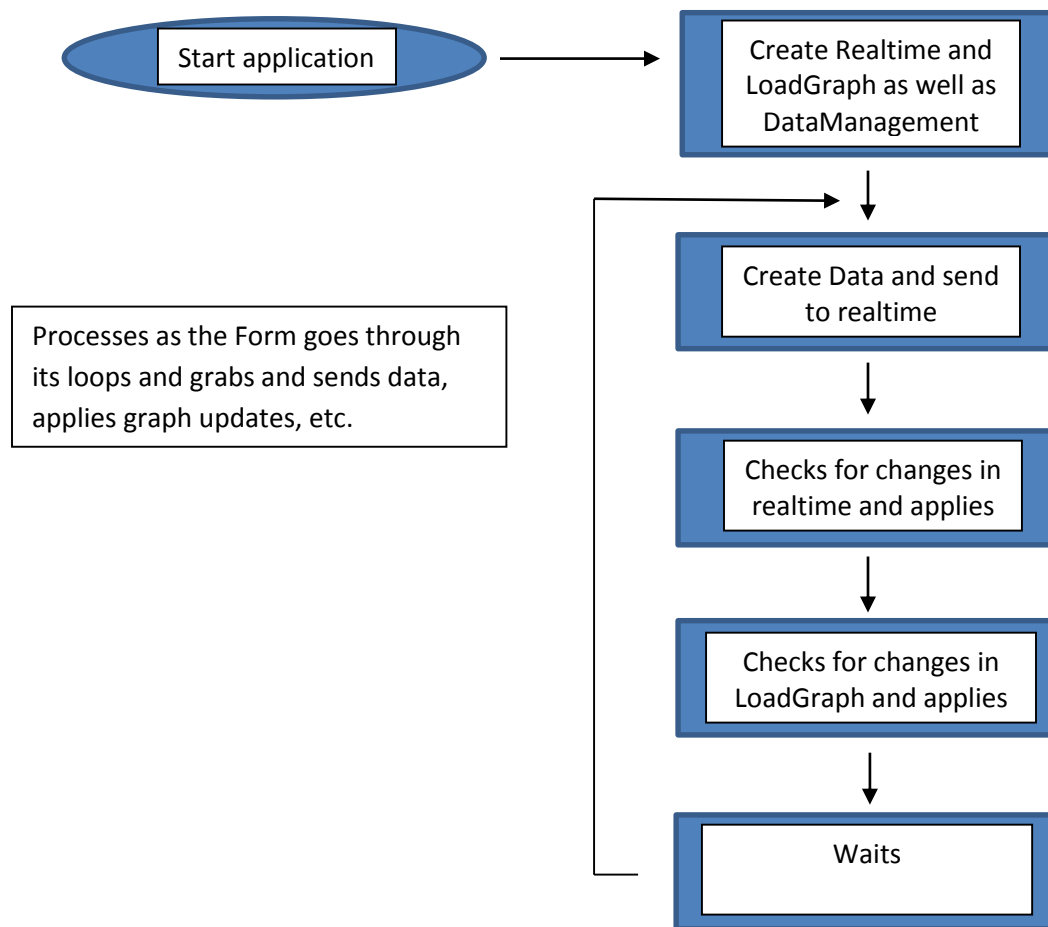 Start application
Create Realtime and
LoadGraph as well as
DataManagement
Create Data and send
to realtime
Processes as the Form goes through
its loops and grabs and sends data,
applies graph updates, etc.
Checks for changes in
realtime and applies
Checks for changes in
LoadGraph and applies
Waits